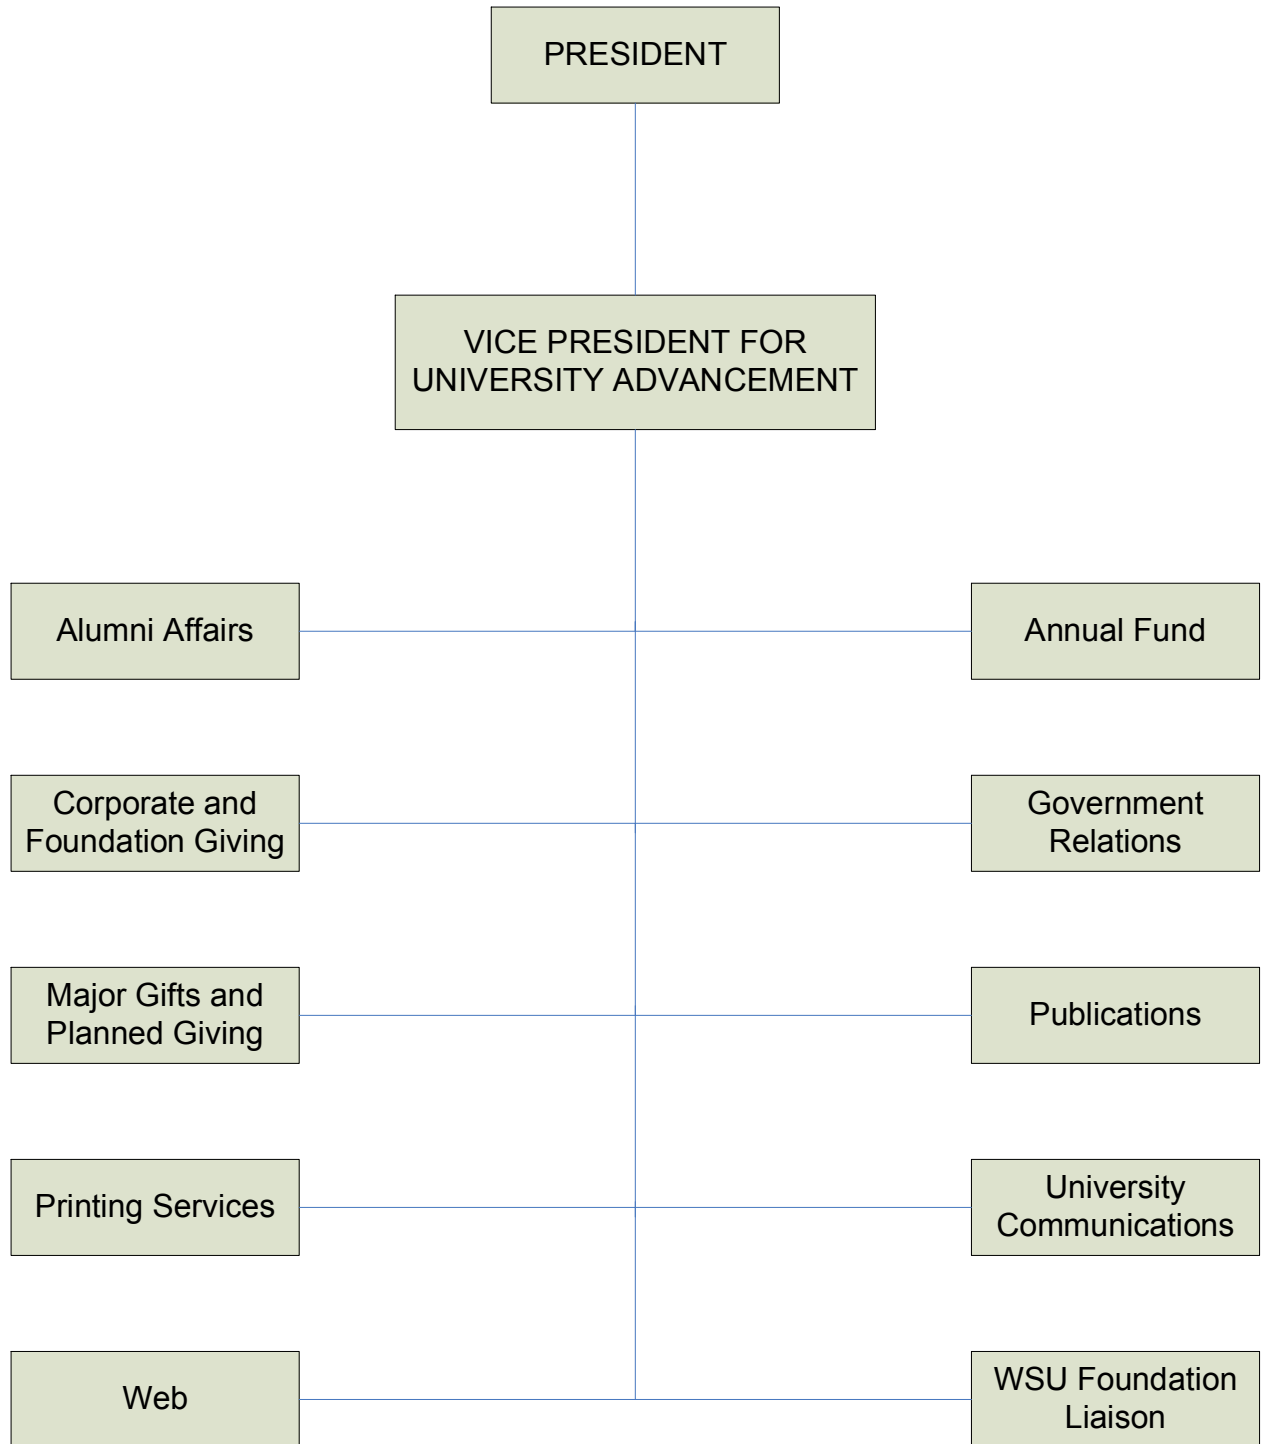 PRESIDENT
VICE PRESIDENT FOR
UNIVERSITY ADVANCEMENT
Alumni Affairs
Annual Fund
Corporate and
Foundation Giving
Government
Relations
Major Gifts and
Planned Giving
Publications
Printing Services
University
Communications
Web
WSU Foundation
Liaison